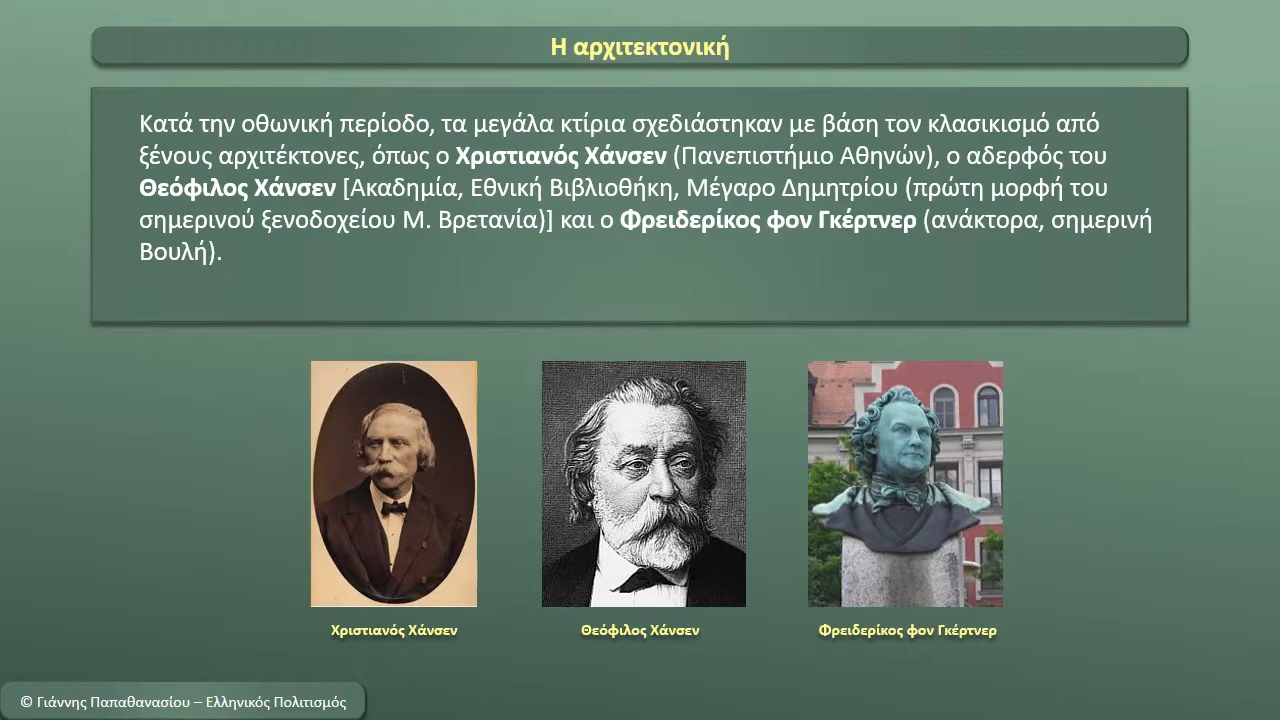 Η αρχιτεκτονική
Κατά την οθωνική περίοδο, τα μεγάλα κτίρια σχεδιάστηκαν με βάση τον κλασικισμό από
ξένους αρχιτέκτονες, όπως ο Χριστιανός Χάνσεν (Πανεπιστήμιο Αθηνών), ο αδερφός του
Θεόφιλος Χάνσεν [Ακαδημία, Εθνική Βιβλιοθήκη, Μέγαρο Δημητρίου (πρώτη μορφή του
σημερινού ξενοδοχείου Μ. Βρετανία)] και ο Φρειδερίκος φον Γκέρτνερ (ανάκτορα, σημερινή
Βουλή).
Χριστιανός Χάνσεν
Θεόφιλος Χάνσεν
Φρειδερίκος φον Γκέρτνερ
© Γιάννης Παπαθανασίου – Ελληνικός Πολιτισμός